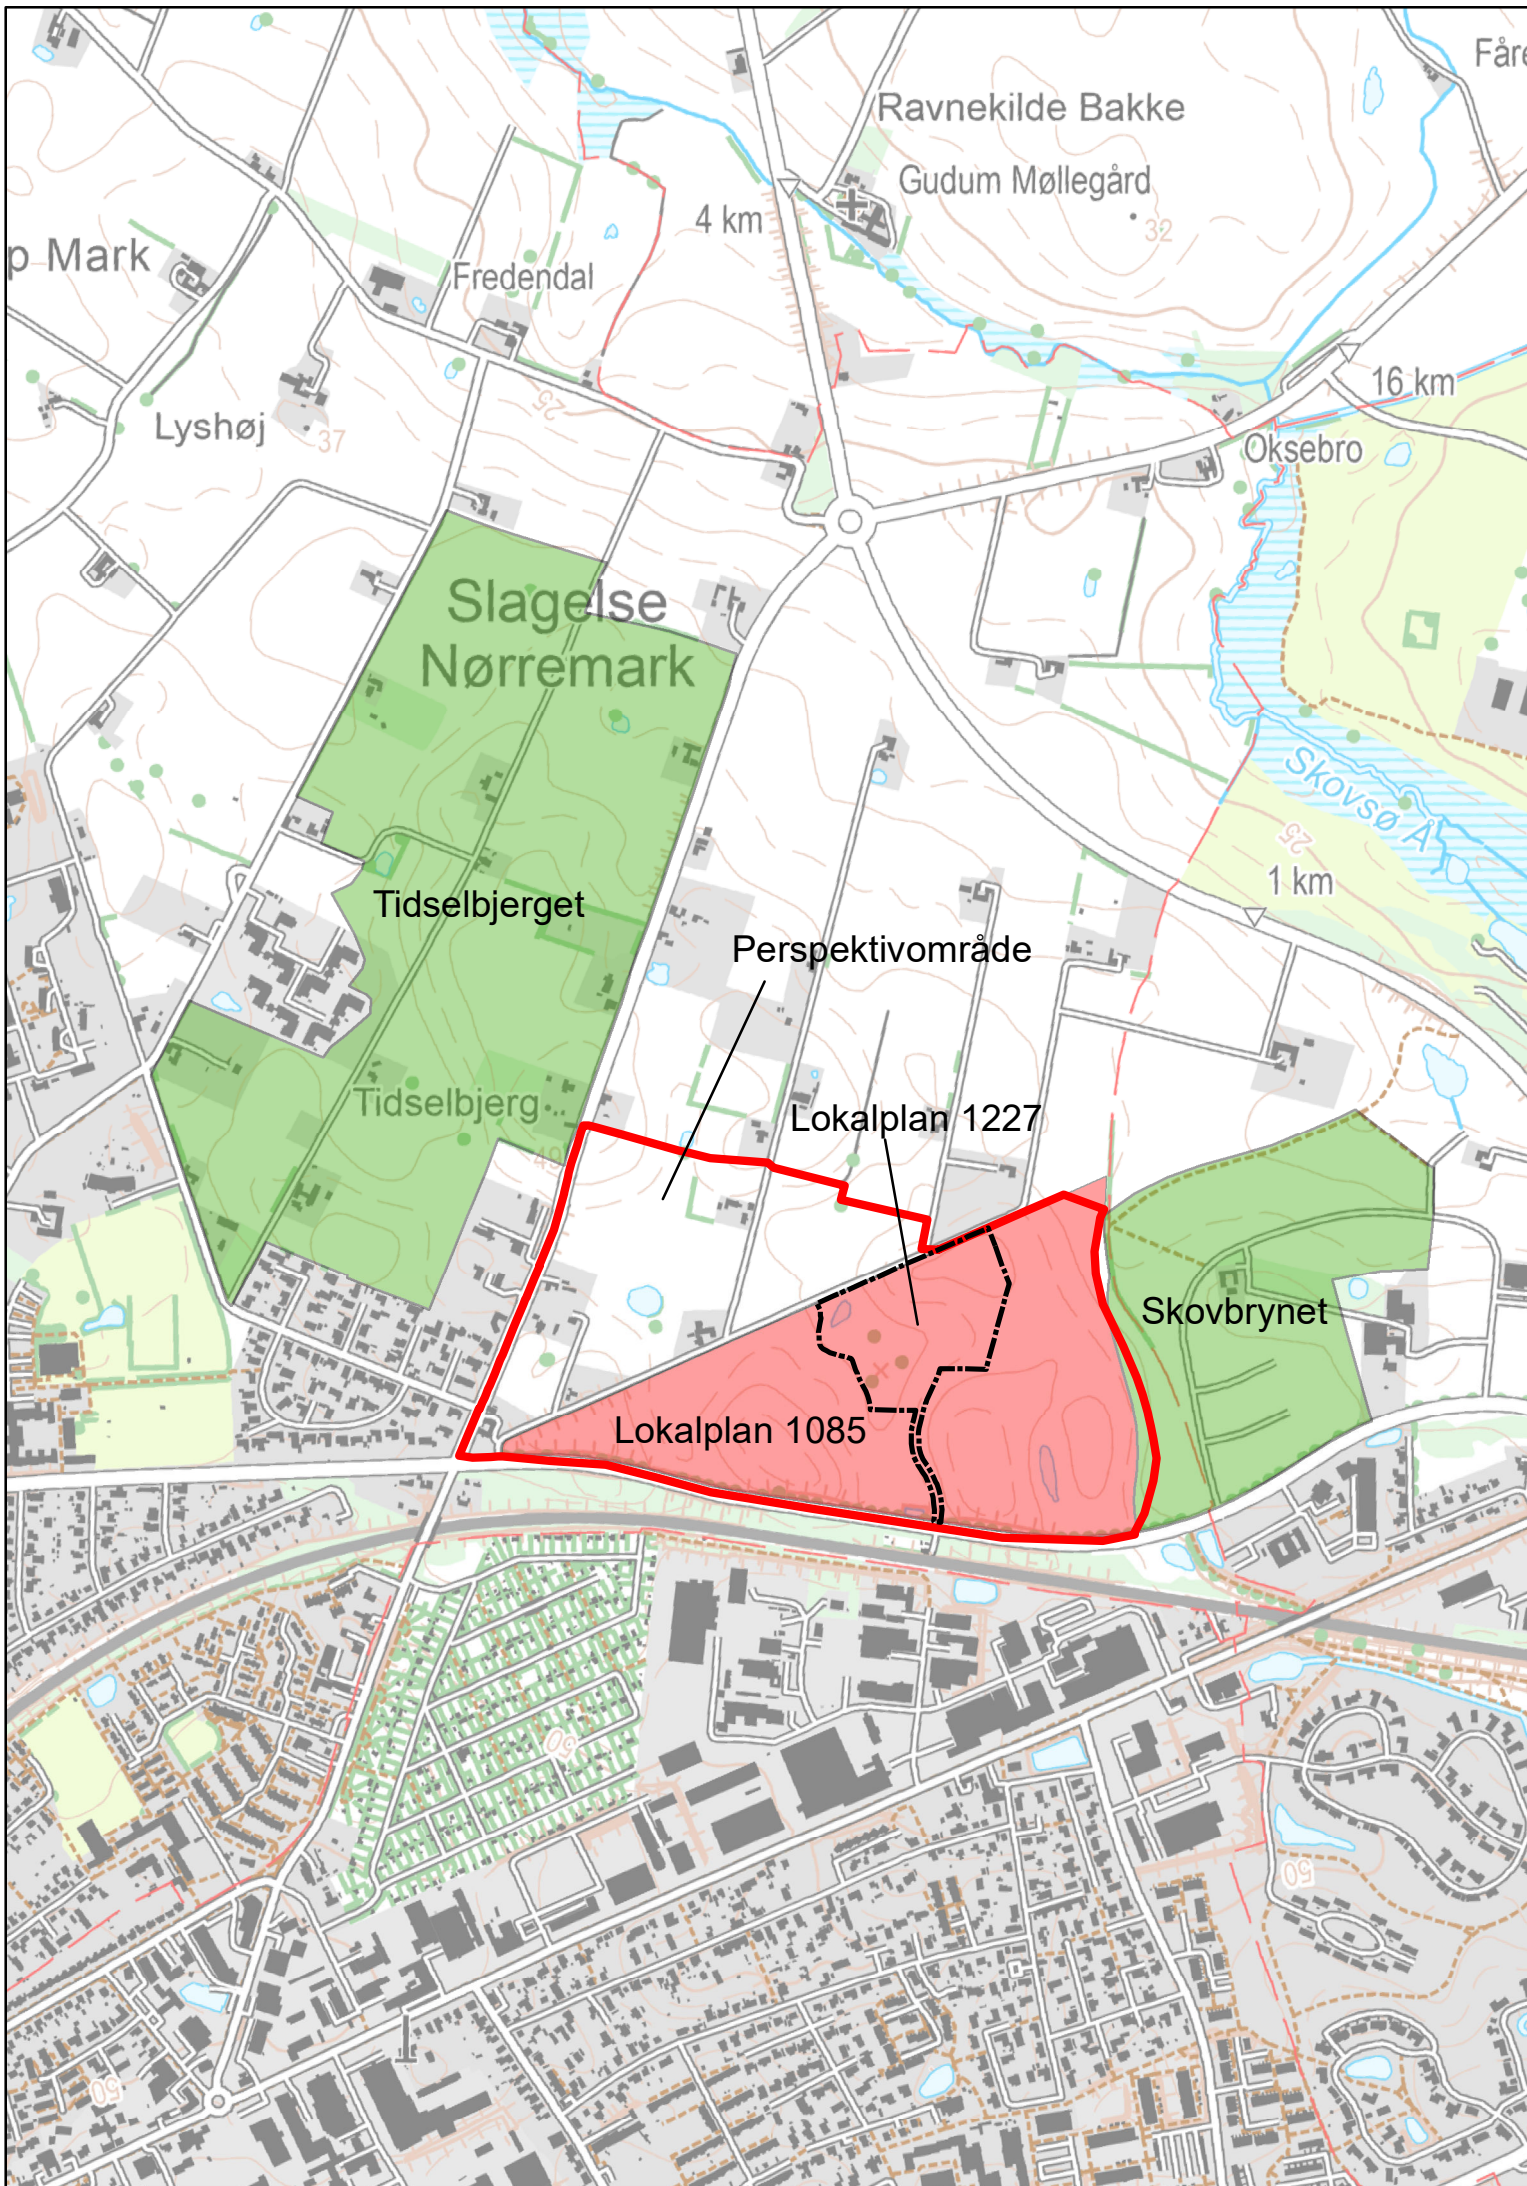 Fåre
Ravnekilde Bakke
Gudum Møllegård
4 km
32
p Mark
Fredendal
16 km
25
Lyshøj
37
Oksebro
Slagelse
Nørremark
Skovsø Å
25
1 km
Tidselbjerget
Perspektivområde
Tidselbjerg
Lokalplan 1227
49
Skovbrynet
Lokalplan 1085
50
50
50